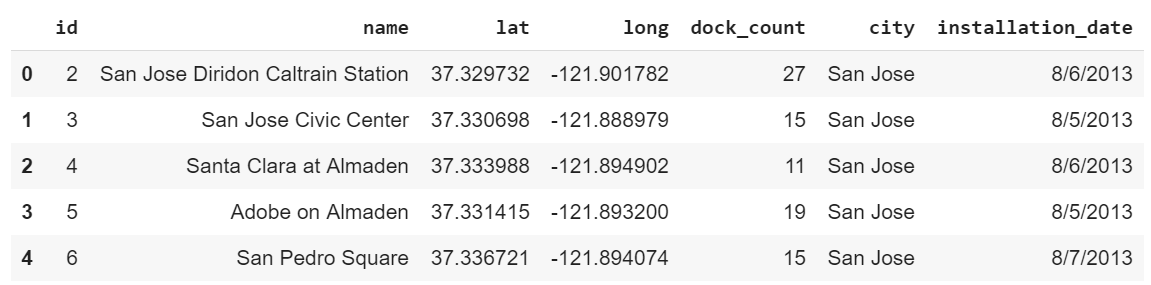 id name lat long dock_count city installation_date
0 2 San Jose Diridon Caltrain Station 37.329732 -121.901782 27 San Jose 8/6/2013
1 3 San Jose Civic Center 37.330698 -121.888979 15 San Jose 8/5/2013
2 4 Santa Clara at Almaden 37.333988 -121.894902 11 San Jose 8/6/2013
3 5 Adobe on Almaden 37.331415 -121.893200 19 San Jose 8/5/2013
4 6 San Pedro Square 37.336721 -121.894074 15 San Jose 8/7/2013